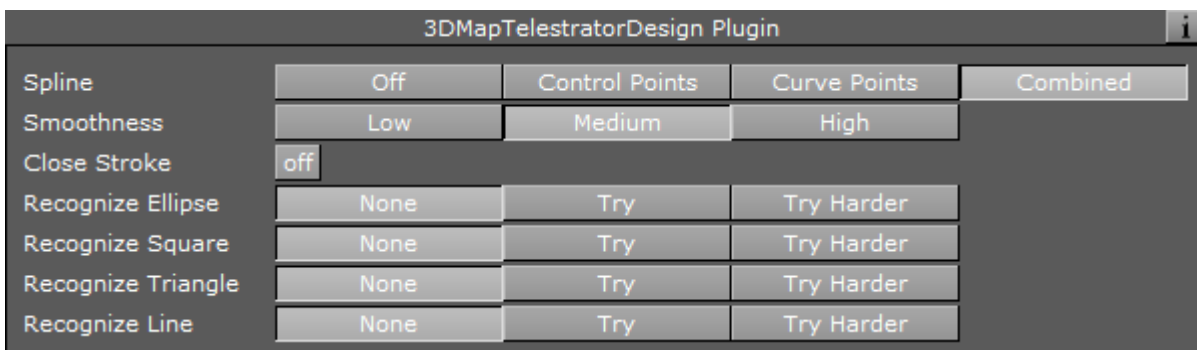 3DMapTelestratorDesign Plugin i
Spline Off Control Points Curve Points Combined
Smoothness Low Medium High
Close Stroke off
Recognize Ellipse None Try Try Harder
Recognize Square None Try Try Harder
Recognize Triangle None Try Try Harder
Recognize Line None Try Try Harder